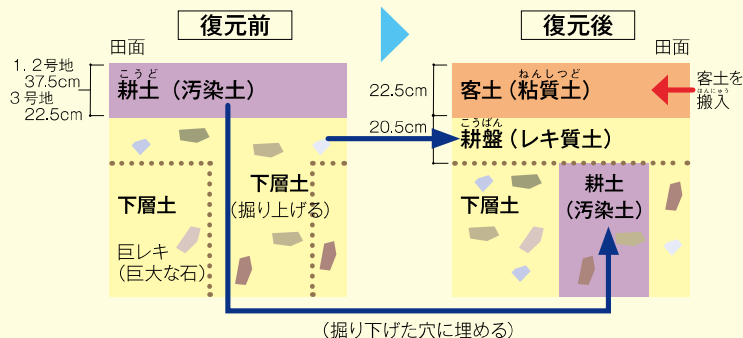 復元前
復元後
田面
田面
1. 2号地
37.5cm
3号地
22.5cm
こうど
耕土（汚染土）
下層土
巨レキ
（巨大な石）
下層土
（掘り上げる）
22.5cm
20.5cm
ねんしつど
客土（粘質土）
客土を
はんにゅう
搬入
こうばん
耕盤（レキ質土）
下層土
耕土
（汚染土）
（掘り下げた穴に埋める）